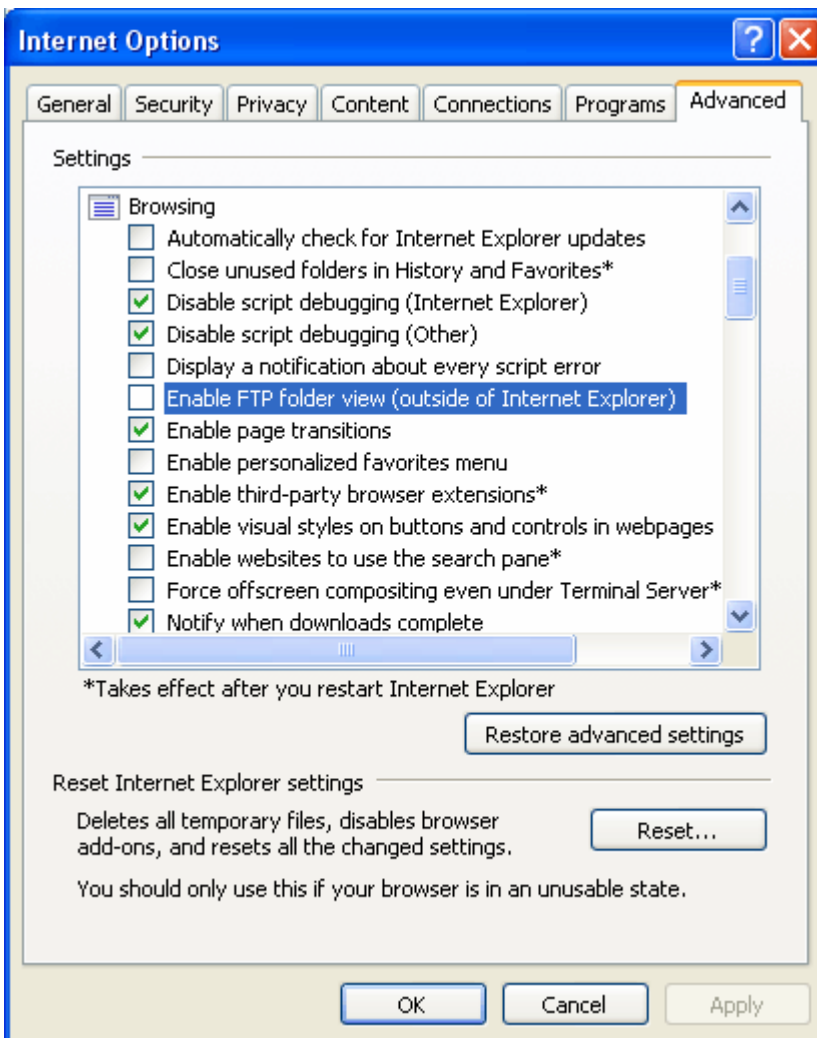 Internet Options
General Security Privacy Content Connections Programs Advanced
Settings
Browsing
Automatically check for Internet Explorer updates
Close unused folders in History and Favorites*
Disable script debugging (Internet Explorer)
Disable script debugging (Other)
Display a notification about every script error
Enable FTP folder view (outside of Internet Explorer)
Enable page transitions
Enable personalized favorites menu
Enable third-party browser extensions*
Enable visual styles on buttons and controls in webpages
Enable websites to use the search pane*
Force offscreen compositing even under Terminal Server*
Notify when downloads complete
*Takes effect after you restart Internet Explorer
Restore advanced settings
Reset Internet Explorer settings
Deletes all temporary files, disables browser
add-ons, and resets all the changed settings.
Reset...
You should only use this if your browser is in an unusable state.
OK Cancel Apply